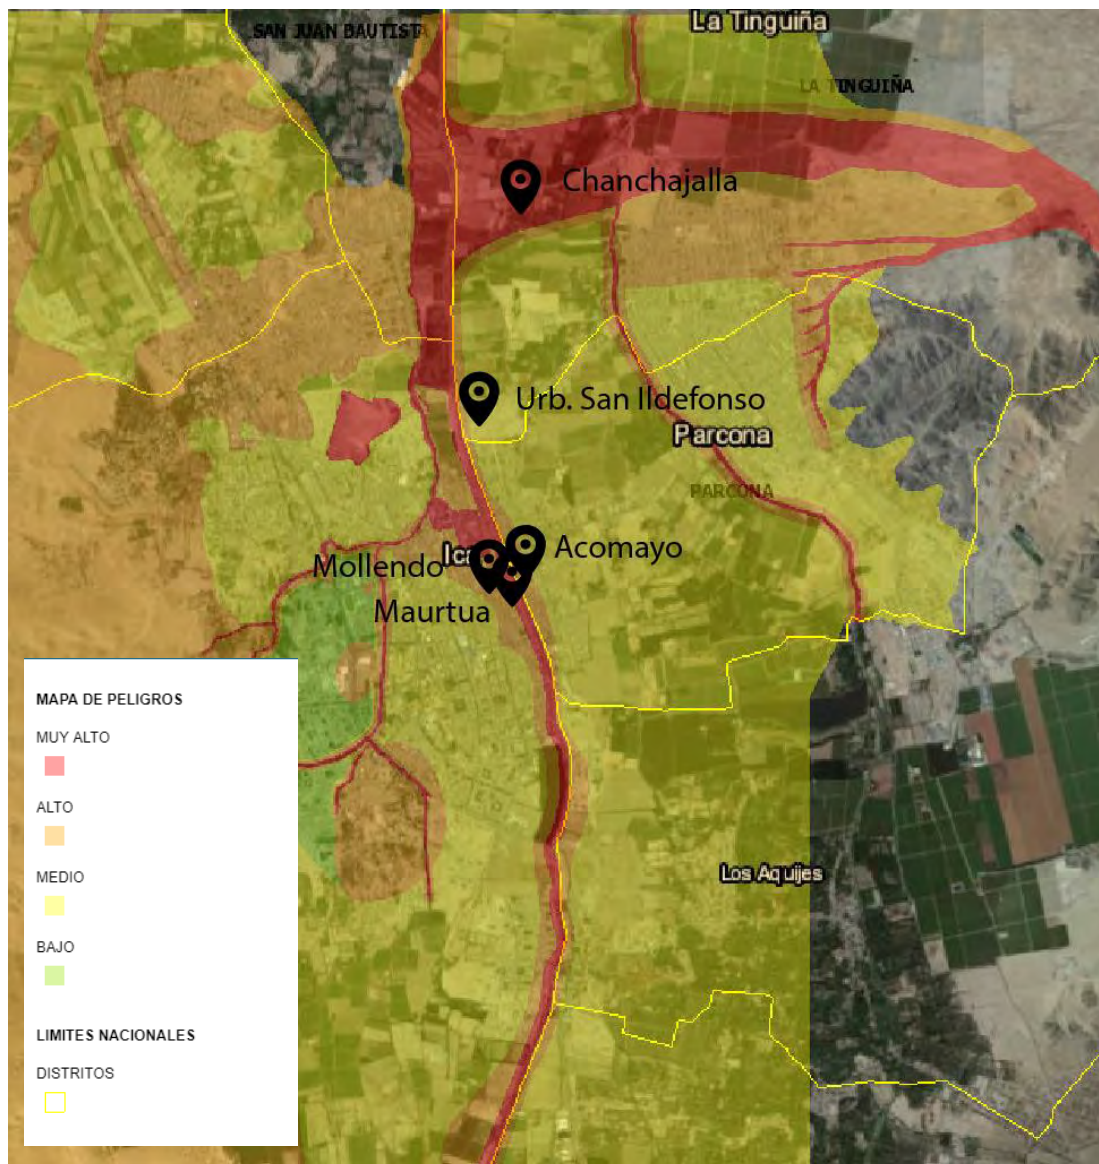 La Tinguiña
SAN JUAN BAUTISTA
LA TINGUIÑA
Chanchajalla
Urb. San Ildefonso
Parcona
PARCONA
Acomayo
Ica
Mollendo
Maurtua
MAPA DE PELIGROS
MUY ALTO
ALTO
MEDIO
BAJO
LIMITES NACIONALES
DISTRITOS
Los Aquijes